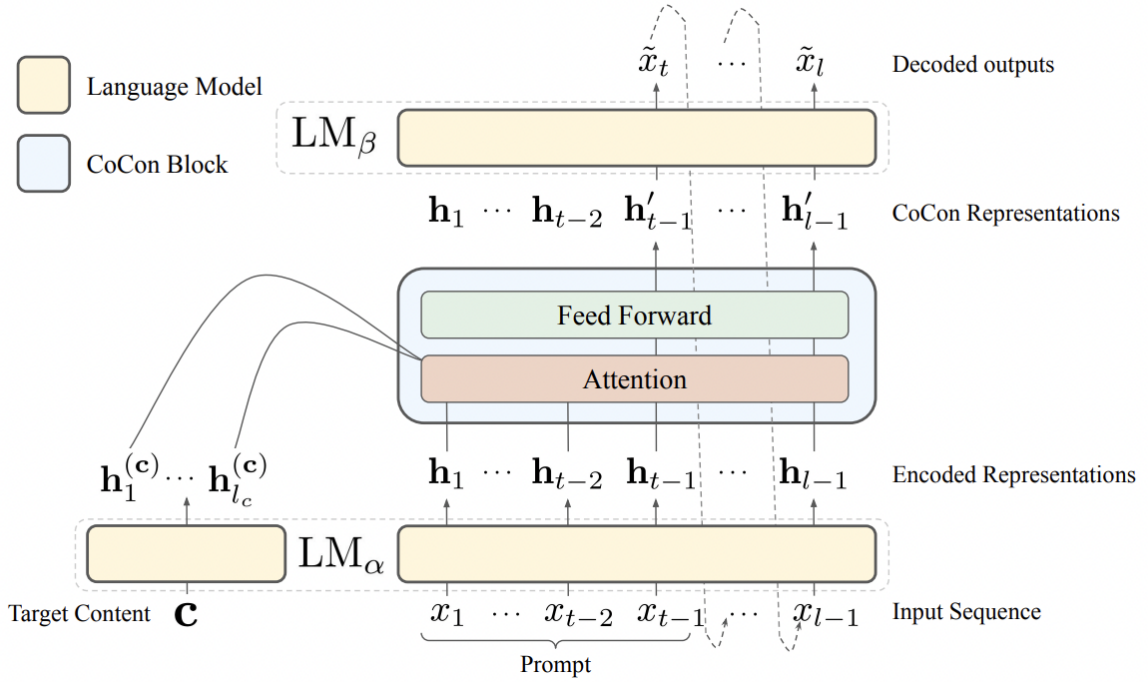 x̃_t ⋯ x̃_l Decoded outputs
Language Model
LM_β
CoCon Block
h_1 ⋯ h_{t−2} h′_{t−1} ⋯ h′_{l−1} CoCon Representations
Feed Forward
Attention
h_1^{(c)} ⋯ h_{l_c}^{(c)} h_1 ⋯ h_{t−2} h_{t−1} ⋯ h_{l−1} Encoded Representations
LM_α
Target Content c x_1 ⋯ x_{t−2} x_{t−1} ⋯ x_{l−1} Input Sequence
Prompt